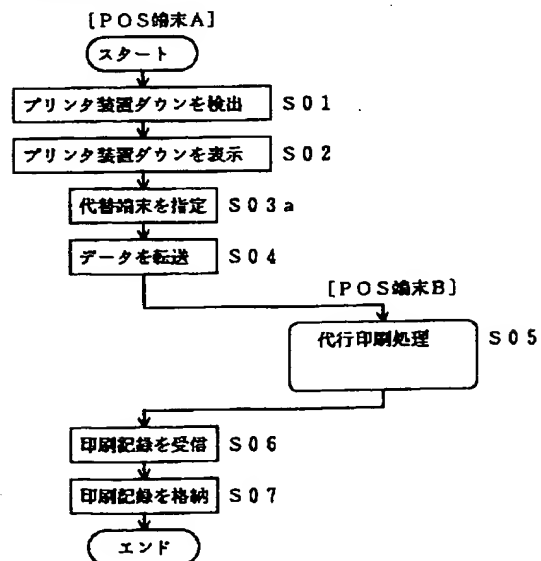 [POS端末A]
スタート
プリンタ装置ダウンを検出 S01
プリンタ装置ダウンを表示 S02
代替端末を指定 S03a
データを転送 S04
[POS端末B]
代行印刷処理 S05
印刷記録を受信 S06
印刷記録を格納 S07
エンド